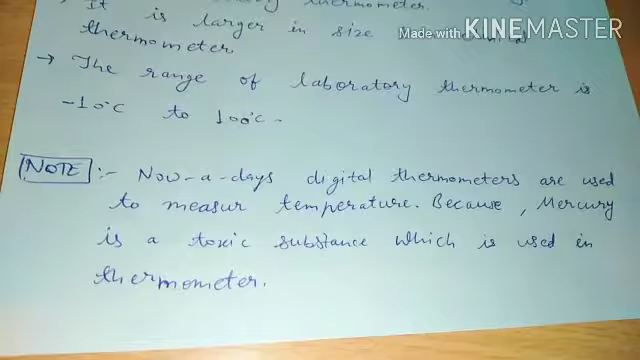 thermometer.
It is larger in size
thermometer
Made with KINEMASTER
→ The range of laboratory thermometer is
-10°C to 100°C.
NOTE :- Now-a-days digital thermometers are used
to measur temperature. Because, Mercury
is a toxic substance which is used in
thermometer.